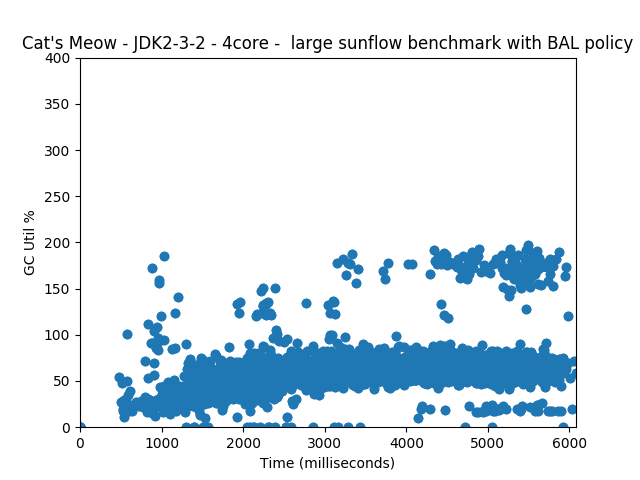 Cat's Meow - JDK2-3-2 - 4core -  large sunflow benchmark with BAL policy
400
350
300
250
200
150
100
50
0
GC Util %
0 1000 2000 3000 4000 5000 6000
Time (milliseconds)